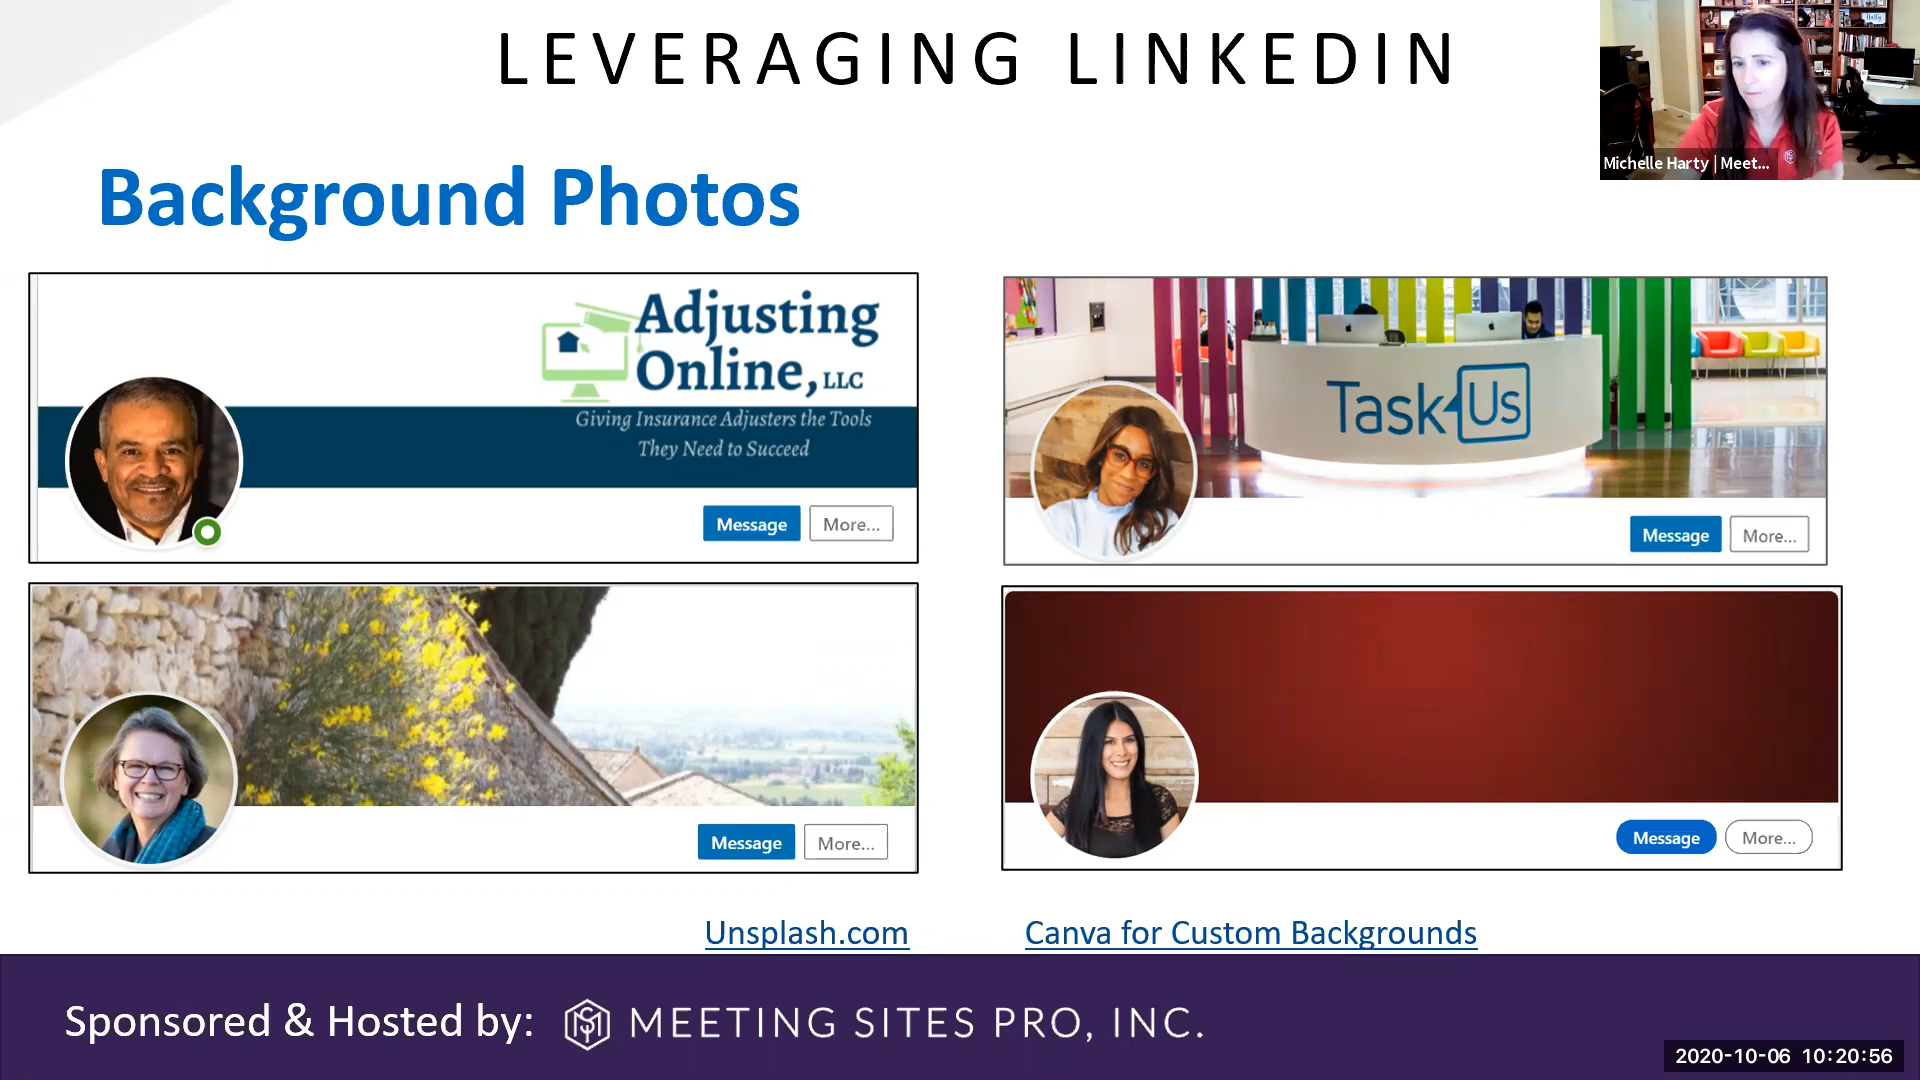 LEVERAGING LINKEDIN
Michelle Harty | Meet...
Background Photos
Adjusting
Online, LLC
Giving Insurance Adjusters the Tools
They Need to Succeed
Message
More...
TaskUs
Message
More...
Message
More...
Message
More...
Unsplash.com
Canva for Custom Backgrounds
Sponsored & Hosted by:
MEETING SITES PRO, INC.
2020-10-06 10:20:56